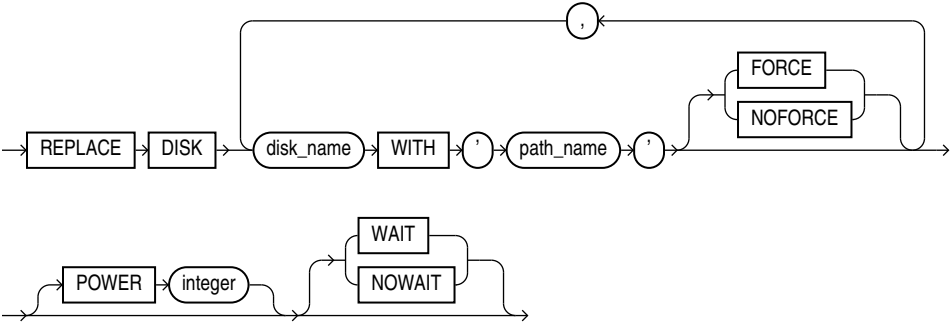 ,
FORCE
NOFORCE
REPLACE DISK disk_name WITH ' path_name '
WAIT
NOWAIT
POWER integer